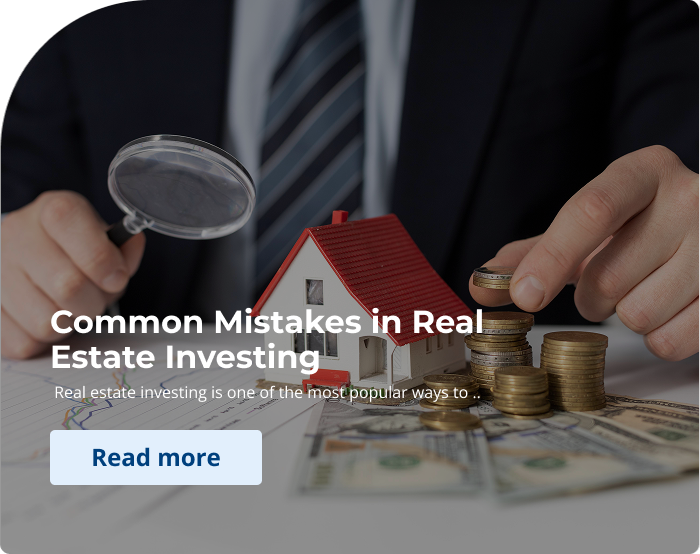 Common Mistakes in Real
Estate Investing
Real estate investing is one of the most popular ways to ..
Read more